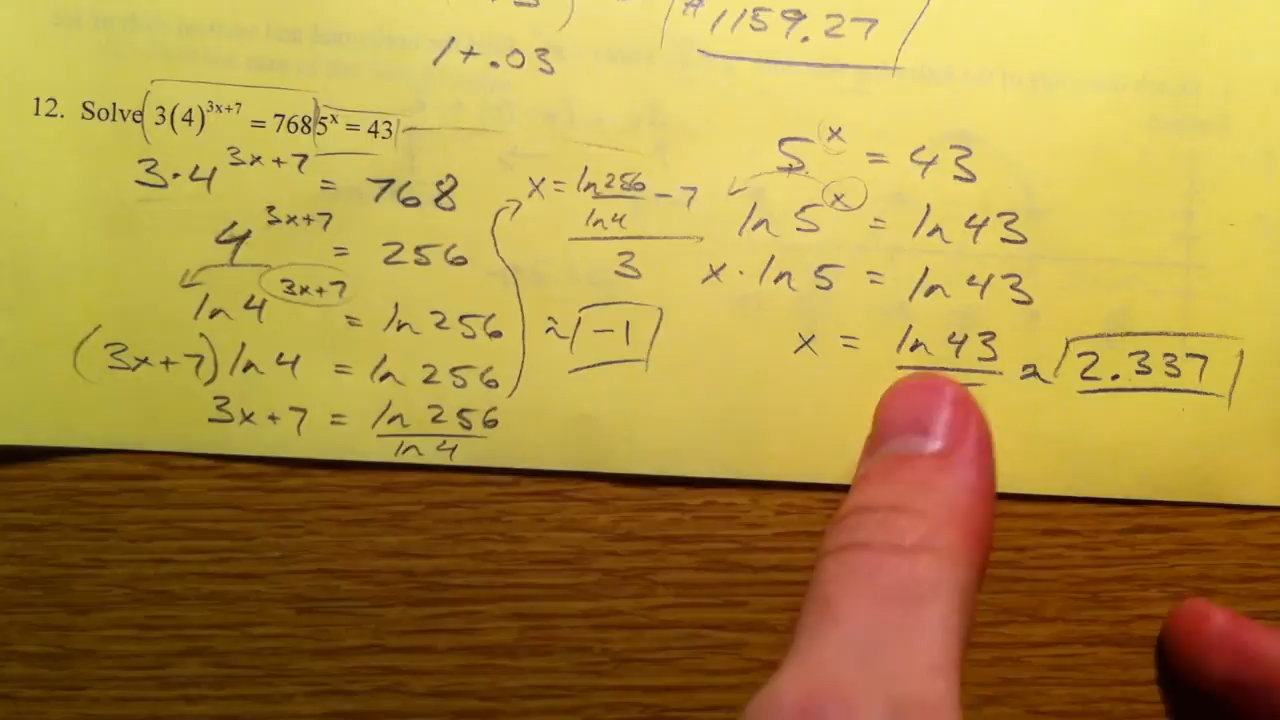 1159.27
1+.03
12. Solve 3(4)^{3x+7} = 768 5^x = 43
3·4^{3x+7} = 768
4^{3x+7} = 256
ln 4^{3x+7} = ln 256
(3x+7) ln 4 = ln 256
3x+7 = ln 256 / ln 4
x = (ln 256 / ln 4 - 7) / 3
≈ -1
5^x = 43
ln 5^x = ln 43
x · ln 5 = ln 43
x = ln 43 ≈ 2.337